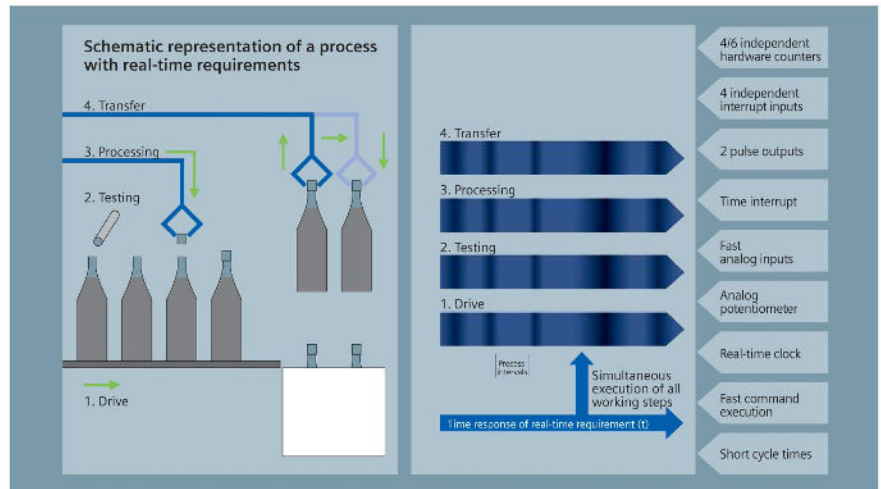 Schematic representation of a process
with real-time requirements
4. Transfer
3. Processing
2. Testing
1. Drive
4. Transfer
3. Processing
2. Testing
1. Drive
Process
intervals
Simultaneous
execution of all
working steps
Time response of real-time requirement (t)
4/6 independent
hardware counters
4 independent
interrupt inputs
2 pulse outputs
Time interrupt
Fast
analog inputs
Analog
potentiometer
Real-time clock
Fast command
execution
Short cycle times